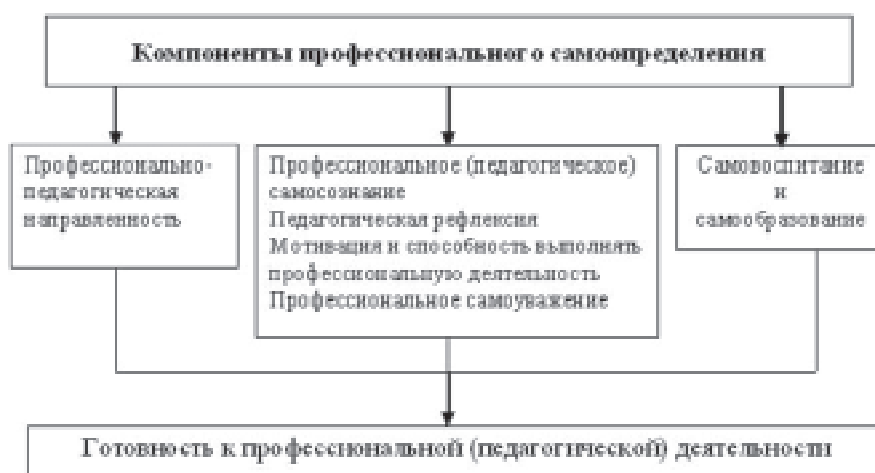 Компоненты профессионального самоопределения
Профессионально-
педагогическая
направленность
Профессиональное (педагогическое)
самосознание
Педагогическая рефлексия
Мотивация и способность выполнять
профессиональную деятельность
Профессиональное самоуважение
Самовоспитание
и
самообразование
Готовность к профессиональной (педагогической) деятельности